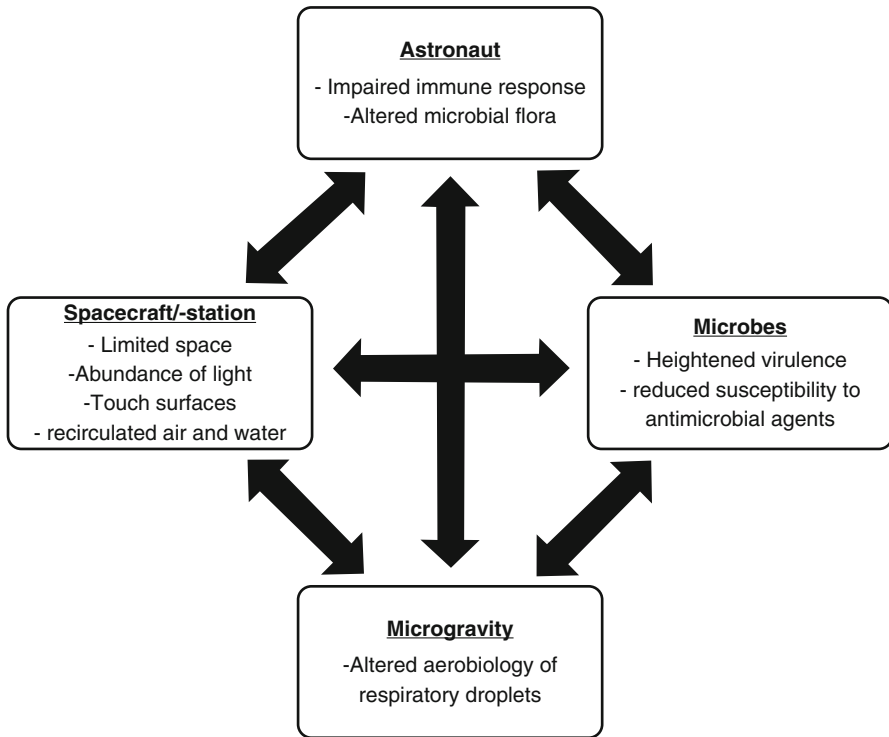 Astronaut
- Impaired immune response
-Altered microbial flora
Spacecraft/-station
- Limited space
-Abundance of light
-Touch surfaces
- recirculated air and water
Microbes
- Heightened virulence
- reduced susceptibility to
antimicrobial agents
Microgravity
-Altered aerobiology of
respiratory droplets